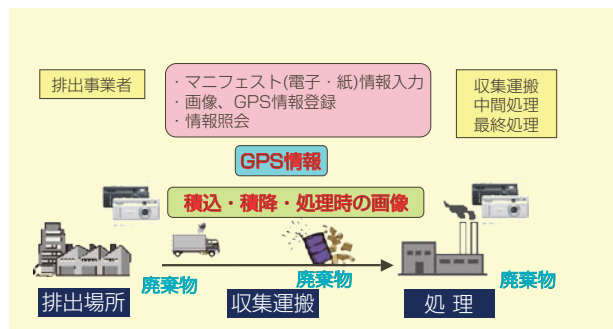 排出事業者
・マニフェスト(電子・紙)情報入力
・画像、GPS情報登録
・情報照会
収集運搬
中間処理
最終処理
GPS情報
積込・積降・処理時の画像
廃棄物
廃棄物
廃棄物
排出場所
収集運搬
処 理